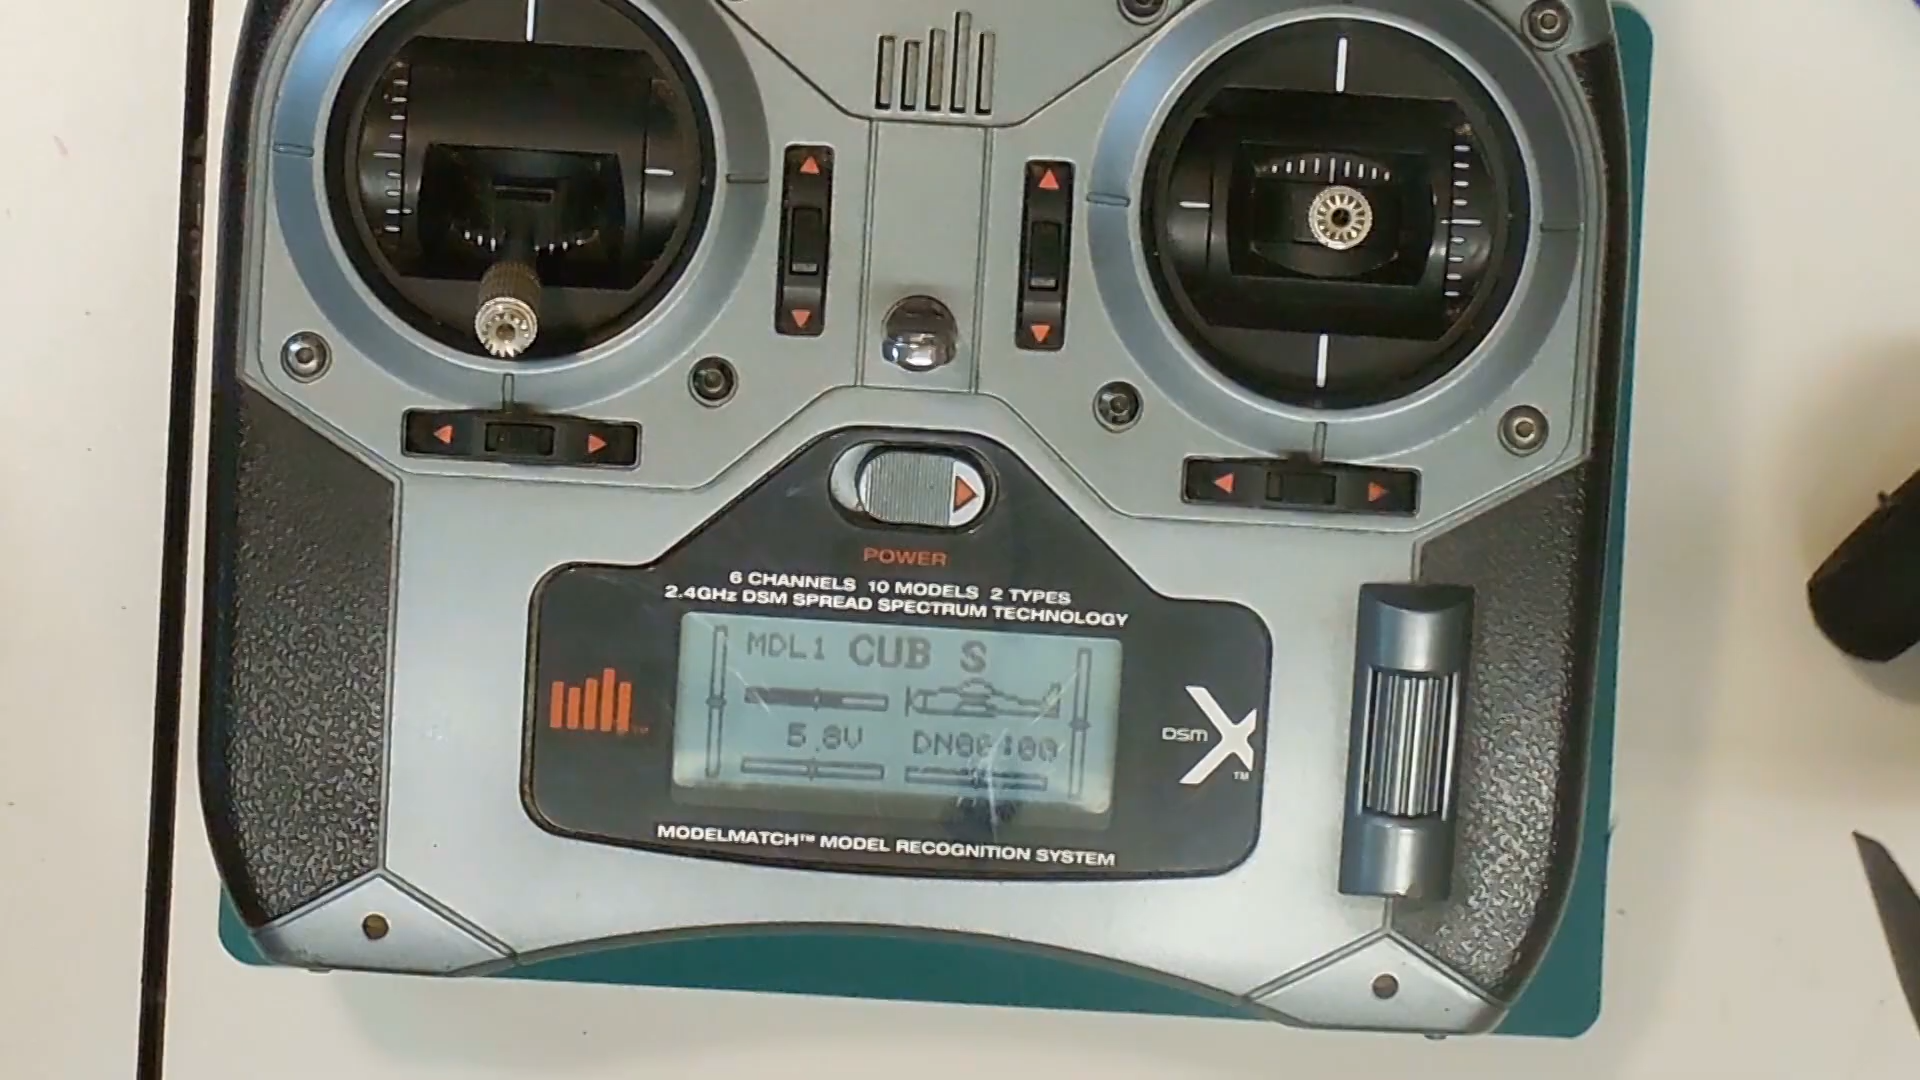 POWER
6 CHANNELS 10 MODELS 2 TYPES
2.4GHz DSM SPREAD SPECTRUM TECHNOLOGY
MDL1 CUB S
5.8V
DSM X TM
MODELMATCH™ MODEL RECOGNITION SYSTEM